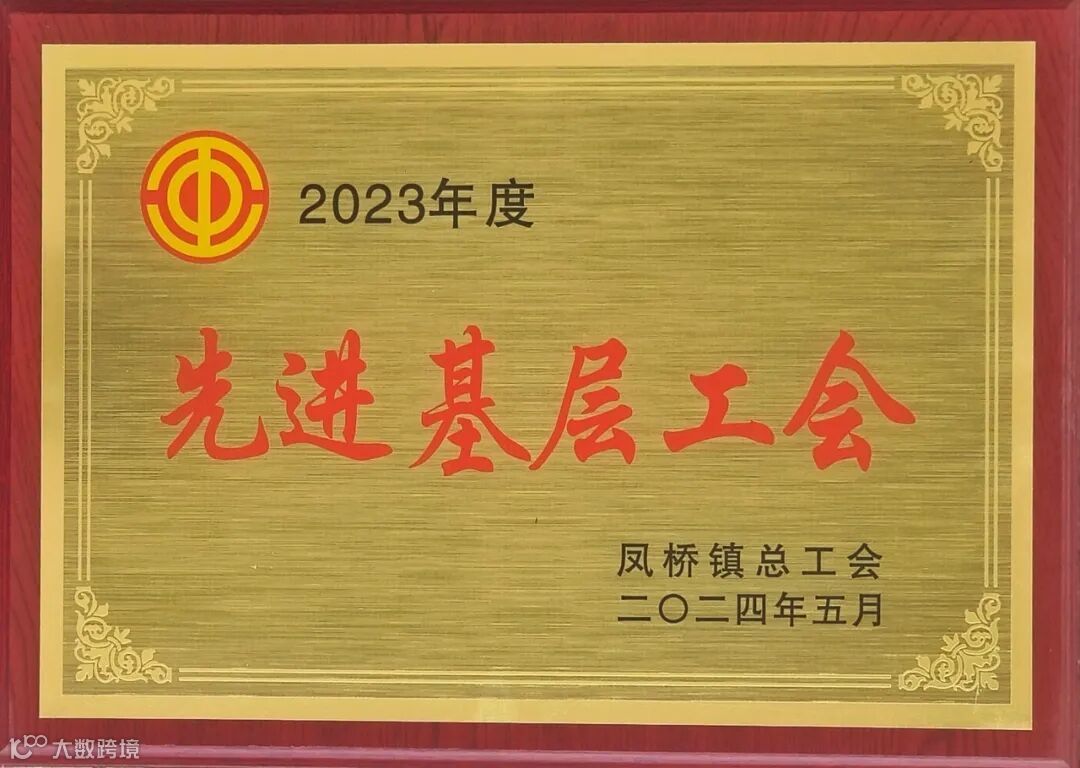 2023年度
先进基层工会
凤桥镇总工会
二〇二四年五月
大数跨境